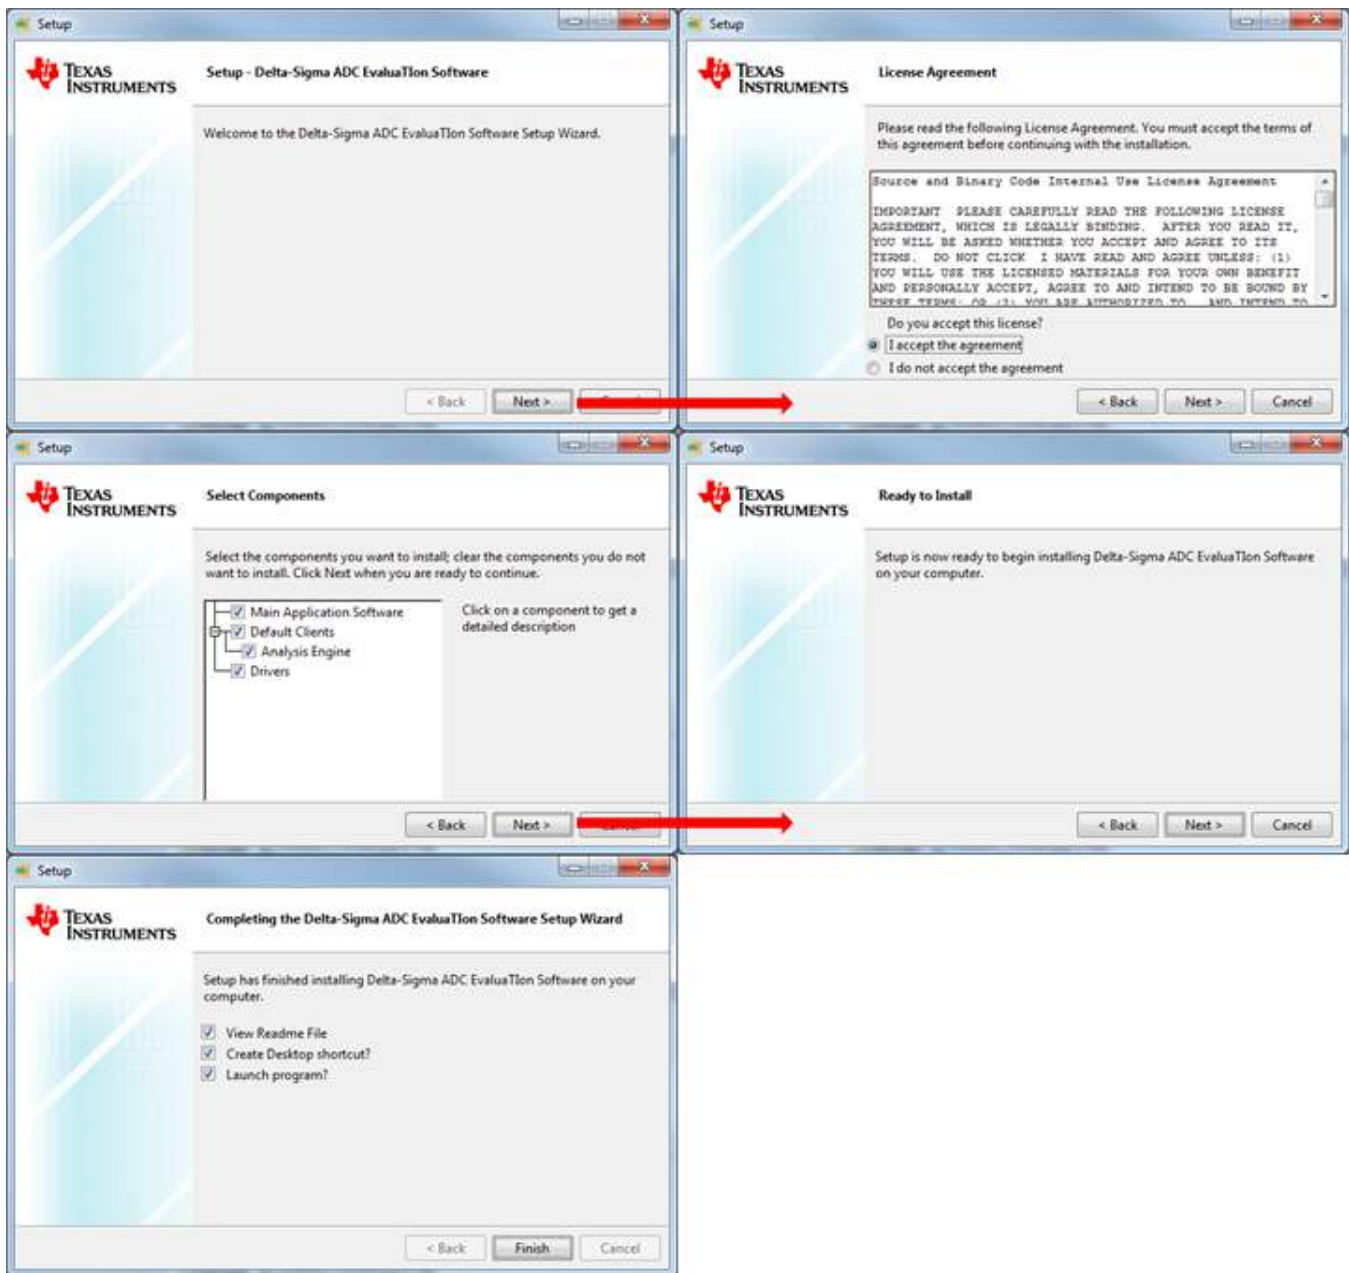 Setup
TEXAS
INSTRUMENTS
Setup - Delta-Sigma ADC EvaluaTIon Software
Welcome to the Delta-Sigma ADC EvaluaTIon Software Setup Wizard.
< Back
Next >
Setup
TEXAS
INSTRUMENTS
License Agreement
Please read the following License Agreement. You must accept the terms of
this agreement before continuing with the installation.
Source and Binary Code Internal Use License Agreement
IMPORTANT PLEASE CAREFULLY READ THE FOLLOWING LICENSE
AGREEMENT, WHICH IS LEGALLY BINDING. AFTER YOU READ IT,
YOU WILL BE ASKED WHETHER YOU ACCEPT AND AGREE TO ITS
TERMS. DO NOT CLICK I HAVE READ AND AGREE UNLESS: (1)
YOU WILL USE THE LICENSED MATERIALS FOR YOUR OWN BENEFIT
AND PERSONALLY ACCEPT, AGREE TO AND INTEND TO BE BOUND BY
THESE TERMS; OR (2) YOU ARE AUTHORIZED TO, AND INTEND TO
Do you accept this license?
I accept the agreement
I do not accept the agreement
< Back
Next >
Cancel
Setup
TEXAS
INSTRUMENTS
Select Components
Select the components you want to install; clear the components you do not
want to install. Click Next when you are ready to continue.
Main Application Software
Default Clients
Analysis Engine
Drivers
Click on a component to get a
detailed description
< Back
Next >
Setup
TEXAS
INSTRUMENTS
Ready to Install
Setup is now ready to begin installing Delta-Sigma ADC EvaluaTIon Software
on your computer.
< Back
Next >
Cancel
Setup
TEXAS
INSTRUMENTS
Completing the Delta-Sigma ADC EvaluaTIon Software Setup Wizard
Setup has finished installing Delta-Sigma ADC EvaluaTIon Software on your
computer.
View Readme File
Create Desktop shortcut?
Launch program?
< Back
Finish
Cancel